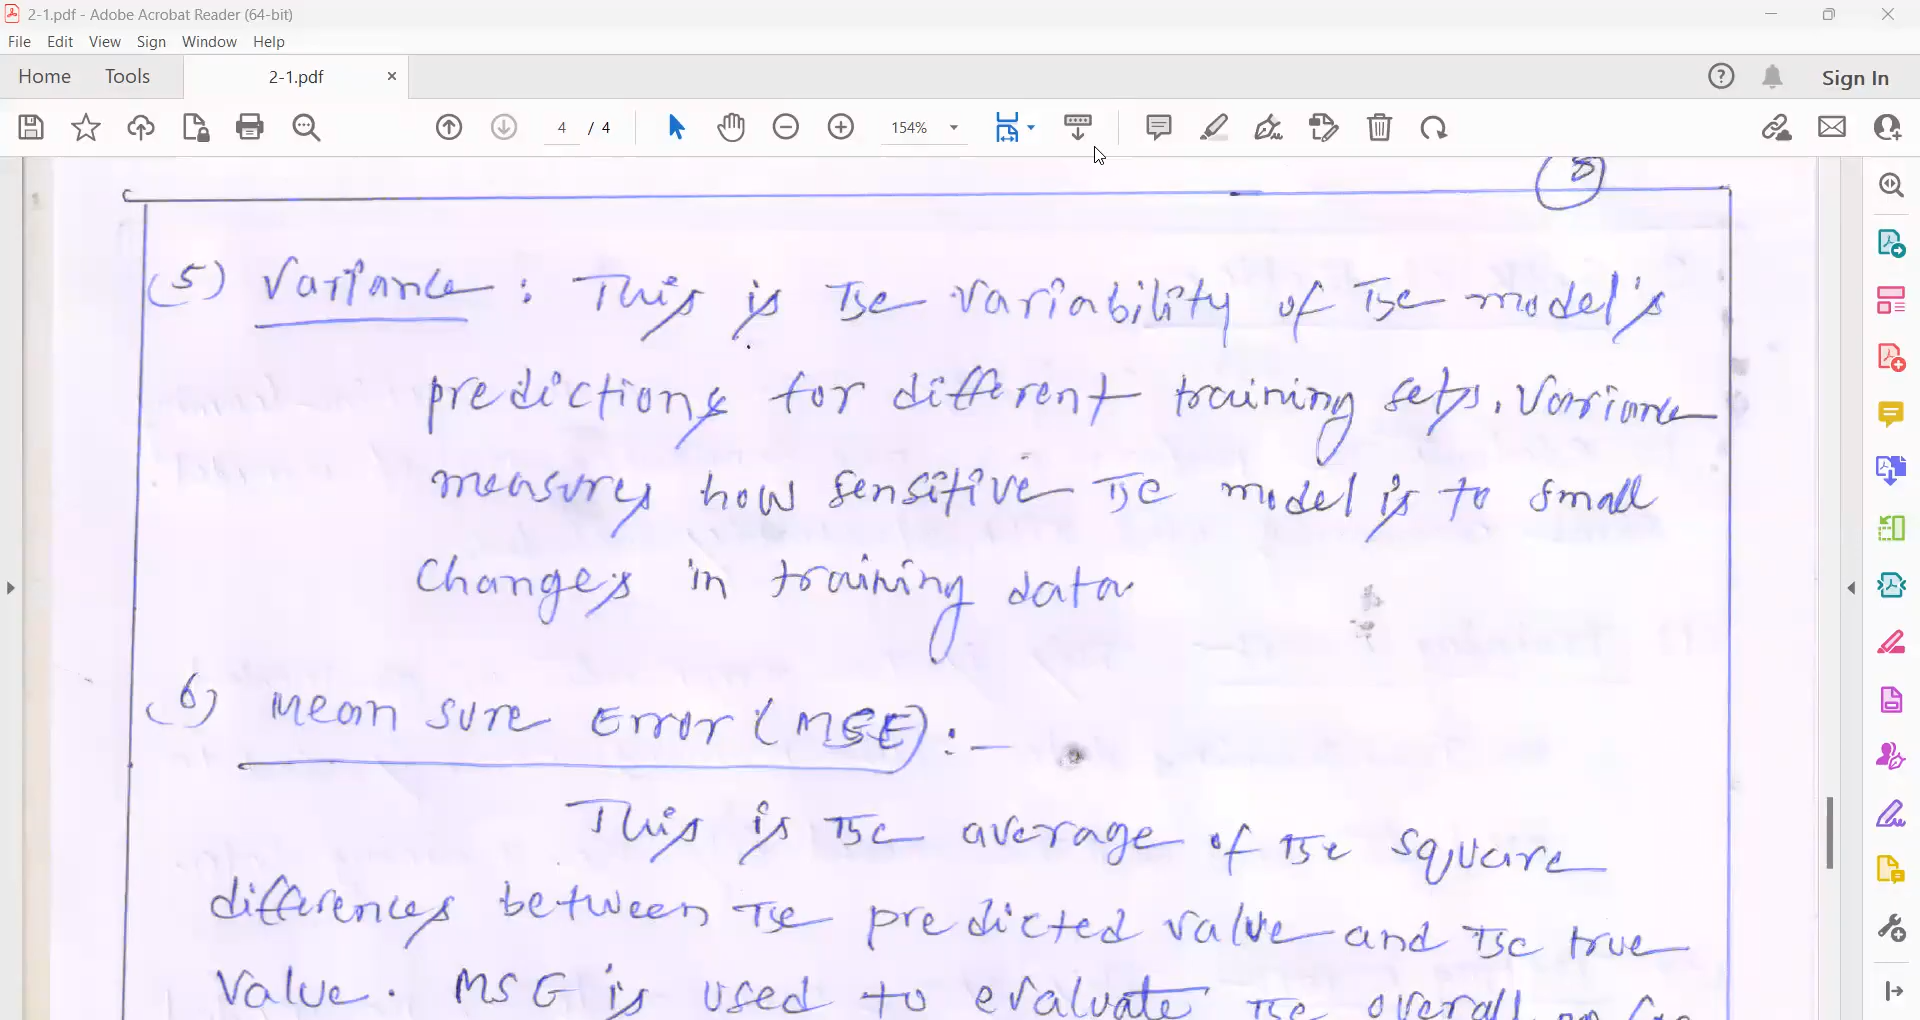 2-1.pdf - Adobe Acrobat Reader (64-bit)
File Edit View Sign Window Help
Home Tools 2-1.pdf Sign In
4 / 4 154%
8
(5) Variance : This is The variability of The model's
predictions for different training sets. Variance
measures how sensitive The model is to small
Changes in training data
(6) Mean sure Error (MSE) :-
This is The average of The square
differences between The predicted value and The true
Value. MSG is used to evaluate The overall